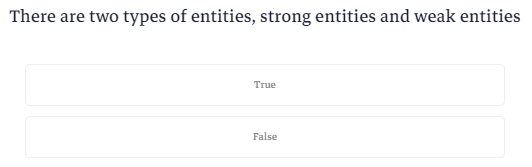 There are two types of entities, strong entities and weak entities
True
False